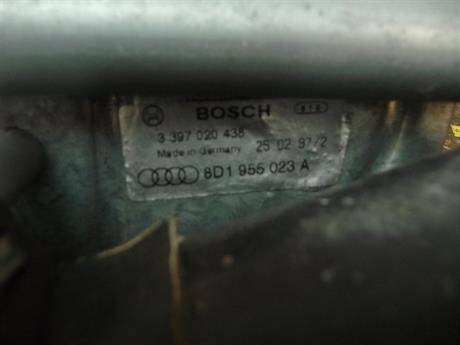 BOSCH
3 397 020 438
Made in Germany 25 02 97/2
8D1 955 023 A